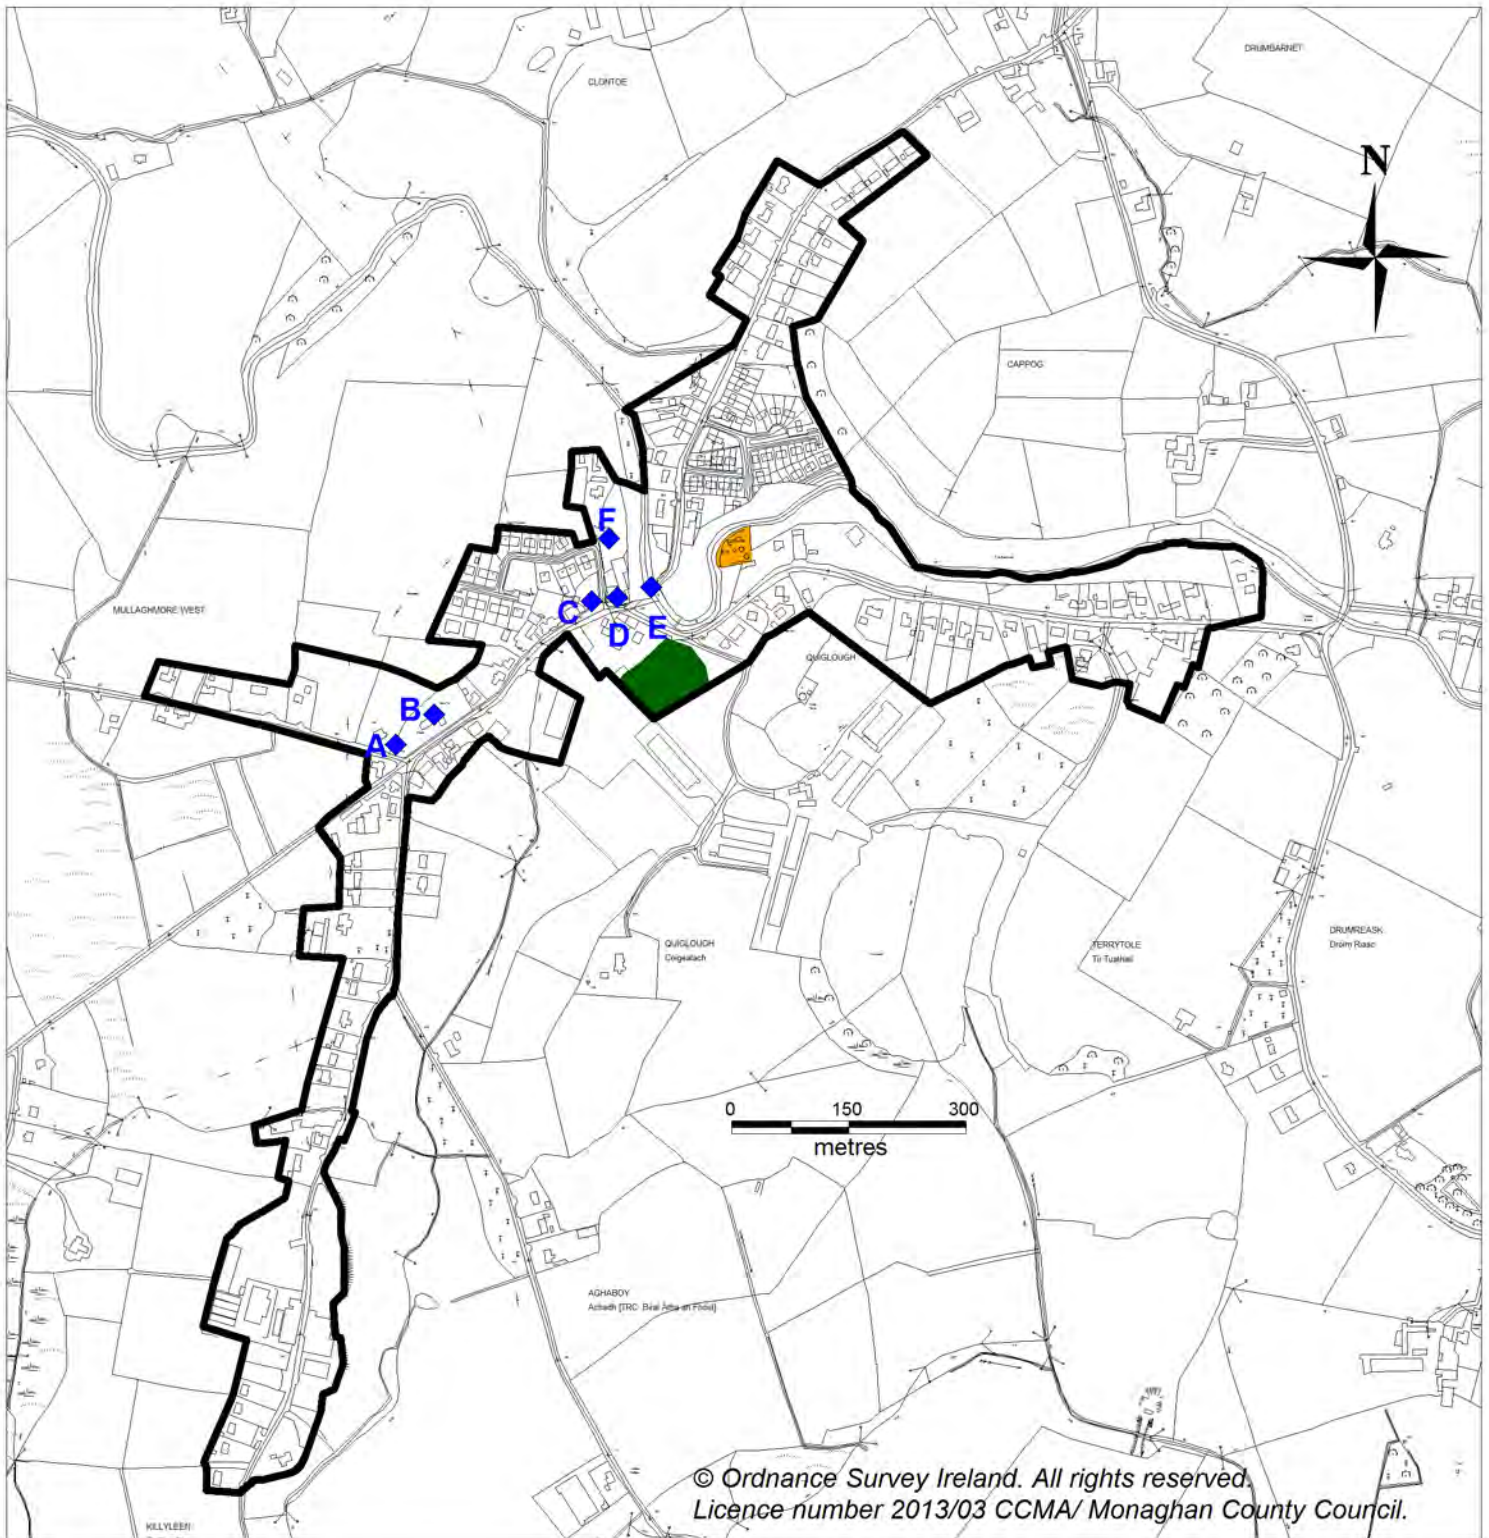 DRUMBARNET
CLONTOE
N
CAPPOG
F
MULLAGHMORE WEST
C
D
E
QUIGLOUGH
B
A
QUIGLOUGH
TERRYTOLE
DRUMREASK
0 150 300
metres
AGHABOY
© Ordnance Survey Ireland. All rights reserved.
Licence number 2013/03 CCMA/ Monaghan County Council.
KILLYLEEN